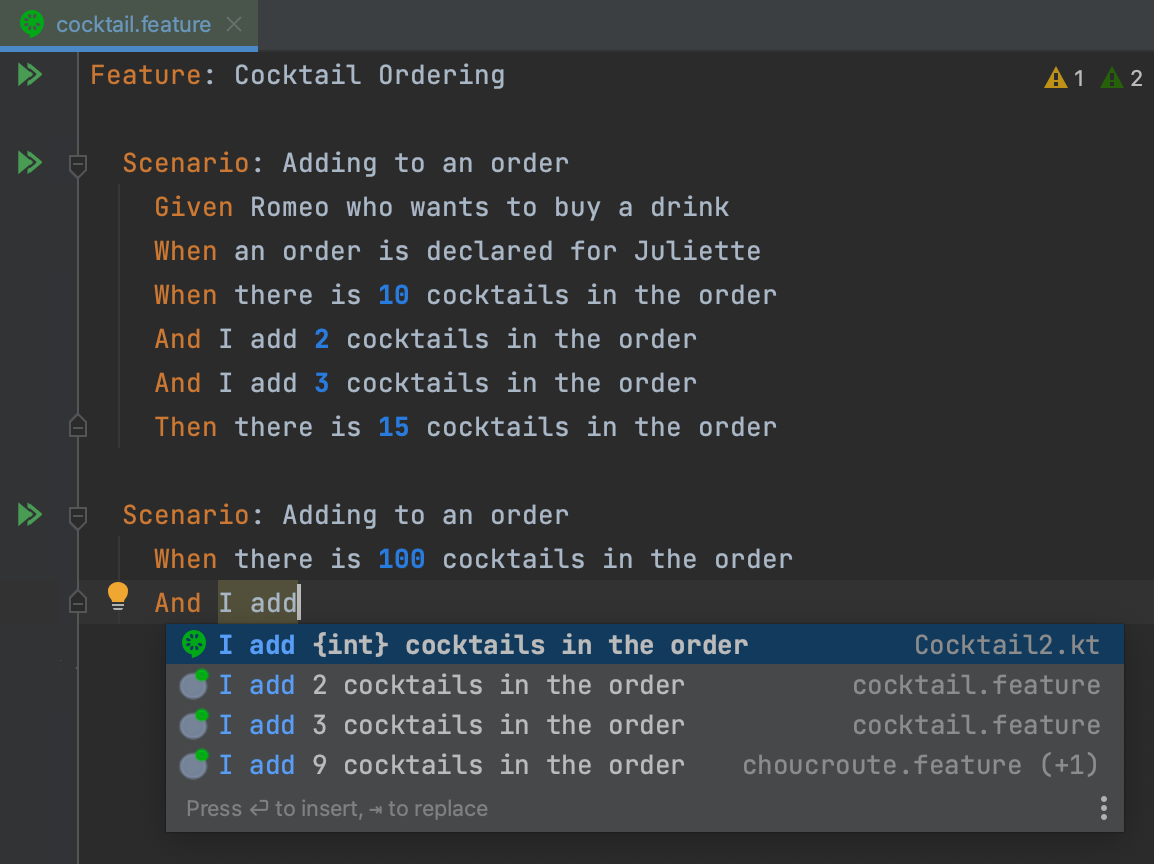 cocktail.feature
Feature: Cocktail Ordering
1 2
Scenario: Adding to an order
Given Romeo who wants to buy a drink
When an order is declared for Juliette
When there is 10 cocktails in the order
And I add 2 cocktails in the order
And I add 3 cocktails in the order
Then there is 15 cocktails in the order
Scenario: Adding to an order
When there is 100 cocktails in the order
And I add
I add {int} cocktails in the order Cocktail2.kt
I add 2 cocktails in the order cocktail.feature
I add 3 cocktails in the order cocktail.feature
I add 9 cocktails in the order choucroute.feature (+1)
Press ↵ to insert, ⇥ to replace